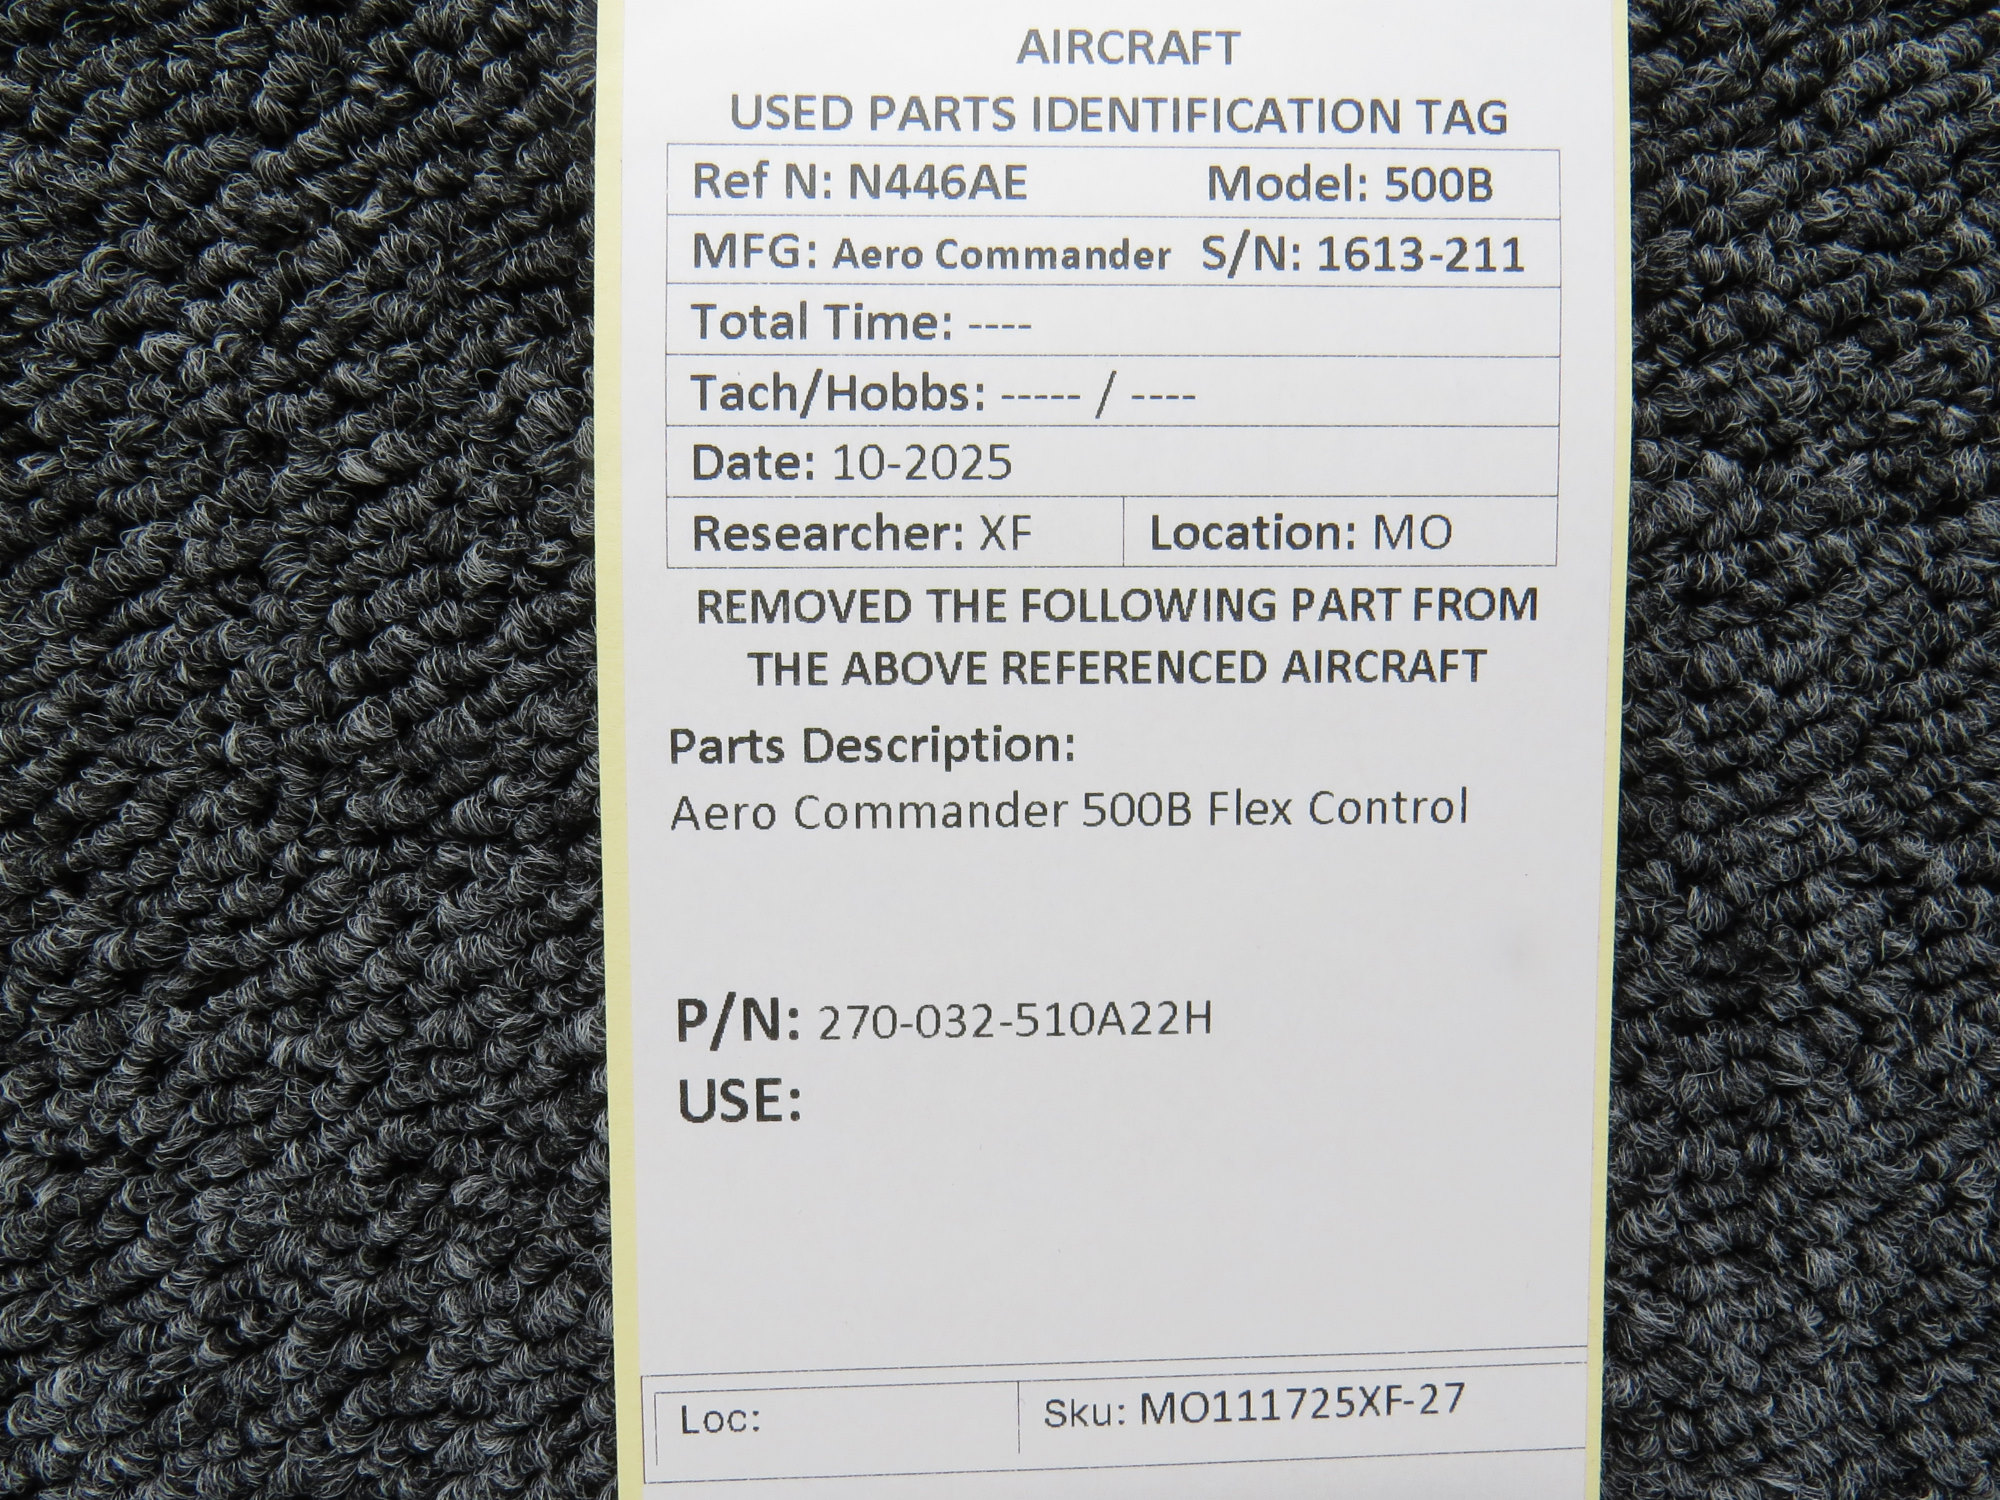 AIRCRAFT
USED PARTS IDENTIFICATION TAG
Ref N: N446AE Model: 500B
MFG: Aero Commander S/N: 1613-211
Total Time: ----
Tach/Hobbs: ----- / ----
Date: 10-2025
Researcher: XF Location: MO
REMOVED THE FOLLOWING PART FROM
THE ABOVE REFERENCED AIRCRAFT
Parts Description:
Aero Commander 500B Flex Control
P/N: 270-032-510A22H
USE:
Loc: Sku: MO111725XF-27